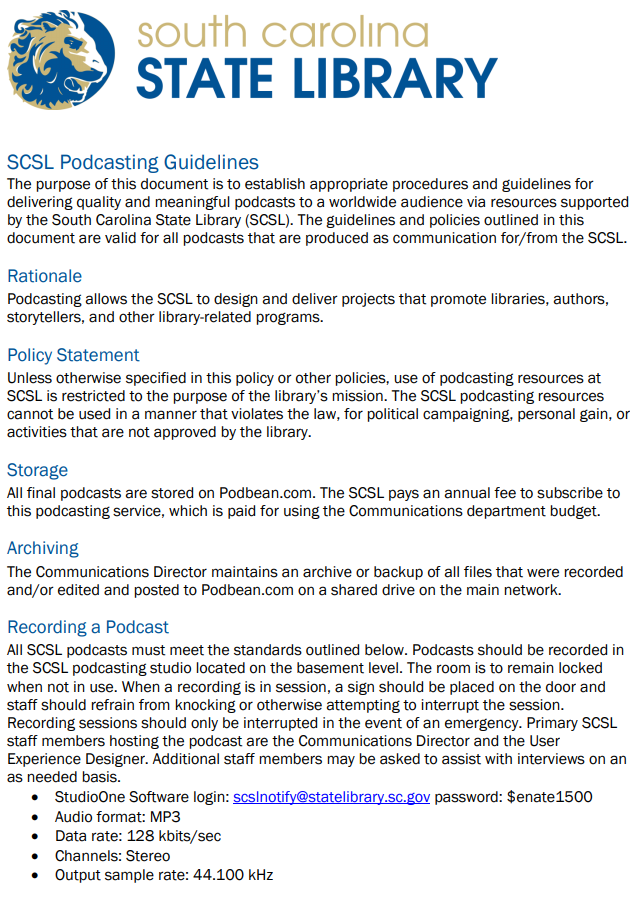 south carolina
STATE LIBRARY
SCSL Podcasting Guidelines
The purpose of this document is to establish appropriate procedures and guidelines for
delivering quality and meaningful podcasts to a worldwide audience via resources supported
by the South Carolina State Library (SCSL). The guidelines and policies outlined in this
document are valid for all podcasts that are produced as communication for/from the SCSL.
Rationale
Podcasting allows the SCSL to design and deliver projects that promote libraries, authors,
storytellers, and other library-related programs.
Policy Statement
Unless otherwise specified in this policy or other policies, use of podcasting resources at
SCSL is restricted to the purpose of the library's mission. The SCSL podcasting resources
cannot be used in a manner that violates the law, for political campaigning, personal gain, or
activities that are not approved by the library.
Storage
All final podcasts are stored on Podbean.com. The SCSL pays an annual fee to subscribe to
this podcasting service, which is paid for using the Communications department budget.
Archiving
The Communications Director maintains an archive or backup of all files that were recorded
and/or edited and posted to Podbean.com on a shared drive on the main network.
Recording a Podcast
All SCSL podcasts must meet the standards outlined below. Podcasts should be recorded in
the SCSL podcasting studio located on the basement level. The room is to remain locked
when not in use. When a recording is in session, a sign should be placed on the door and
staff should refrain from knocking or otherwise attempting to interrupt the session.
Recording sessions should only be interrupted in the event of an emergency. Primary SCSL
staff members hosting the podcast are the Communications Director and the User
Experience Designer. Additional staff members may be asked to assist with interviews on an
as needed basis.
• StudioOne Software login: scslnotify@statelibrary.sc.gov password: $enate1500
• Audio format: MP3
• Data rate: 128 kbits/sec
• Channels: Stereo
• Output sample rate: 44.100 kHz